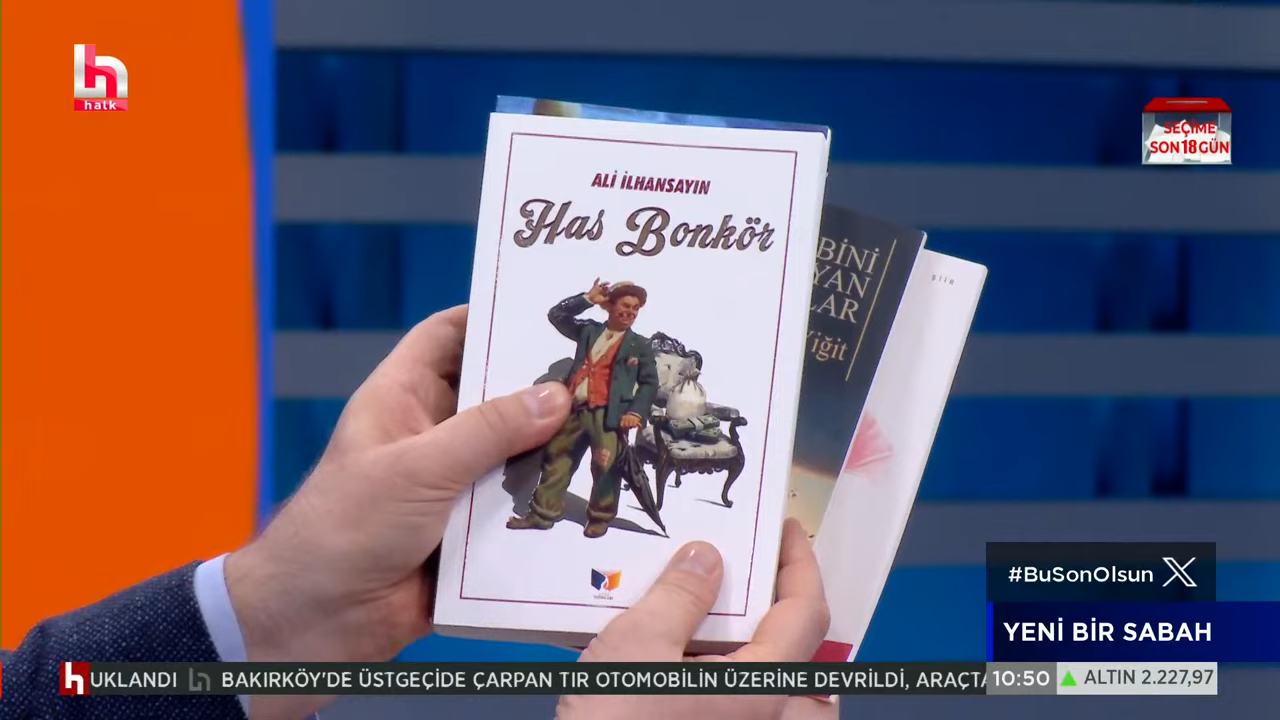 halk
SEÇİME
SON 18 GÜN
ALİ İLHANSAYIN
Has Bonkör
BİNİ
YAN
LAR
Yiğit
#BuSonOlsun X
YENİ BİR SABAH
UKLANDI
BAKIRKÖY'DE ÜSTGEÇİDE ÇARPAN TIR OTOMOBİLİN ÜZERİNE DEVRİLDİ, ARAÇTA
10:50
ALTIN 2.227,97